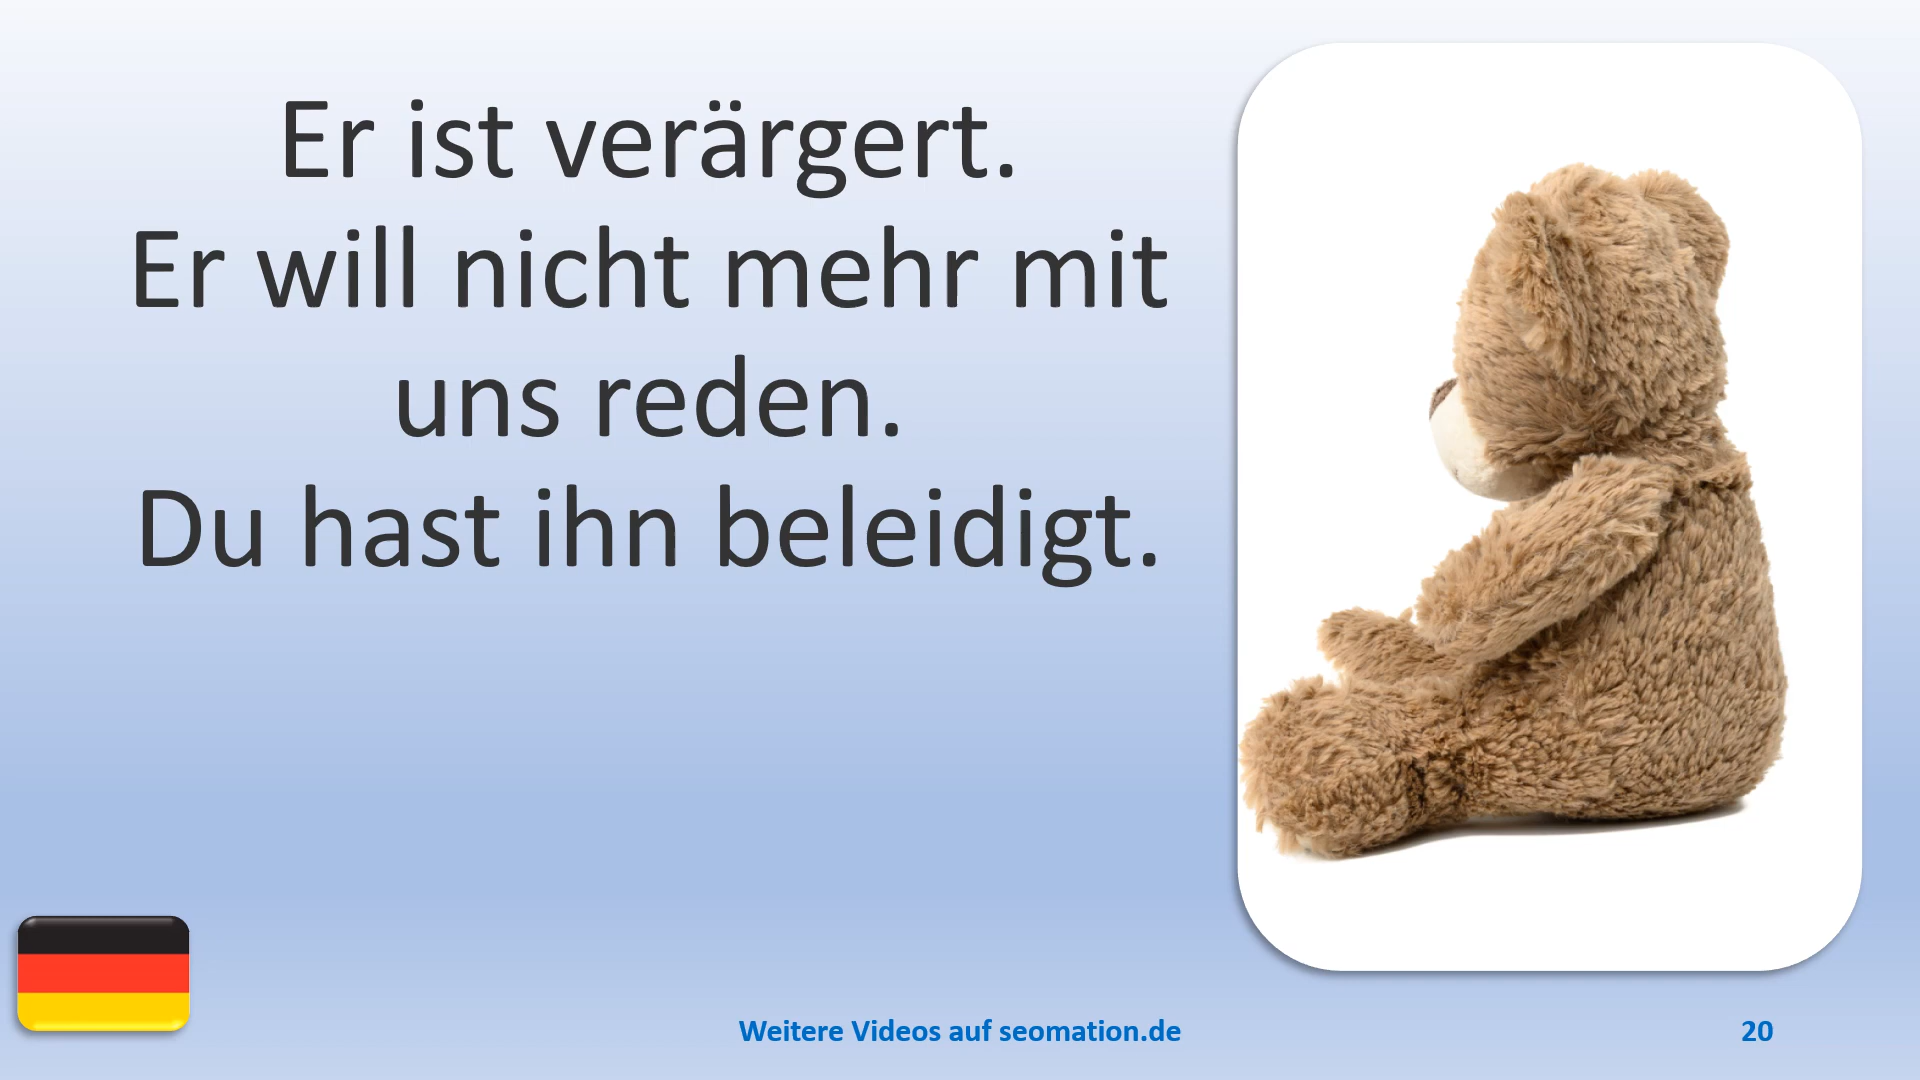 Er ist verärgert.
Er will nicht mehr mit
uns reden.
Du hast ihn beleidigt.
Weitere Videos auf seomation.de
20